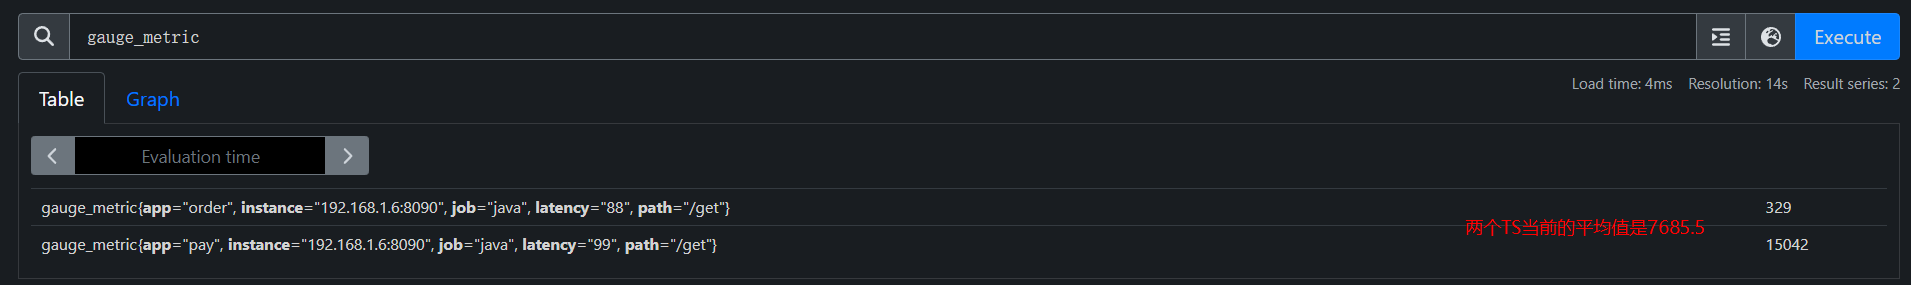 gauge_metric
Execute
Table
Graph
Load time: 4ms Resolution: 14s Result series: 2
Evaluation time
gauge_metric{app="order", instance="192.168.1.6:8090", job="java", latency="88", path="/get"} 329
两个TS当前的平均值是7685.5
gauge_metric{app="pay", instance="192.168.1.6:8090", job="java", latency="99", path="/get"} 15042